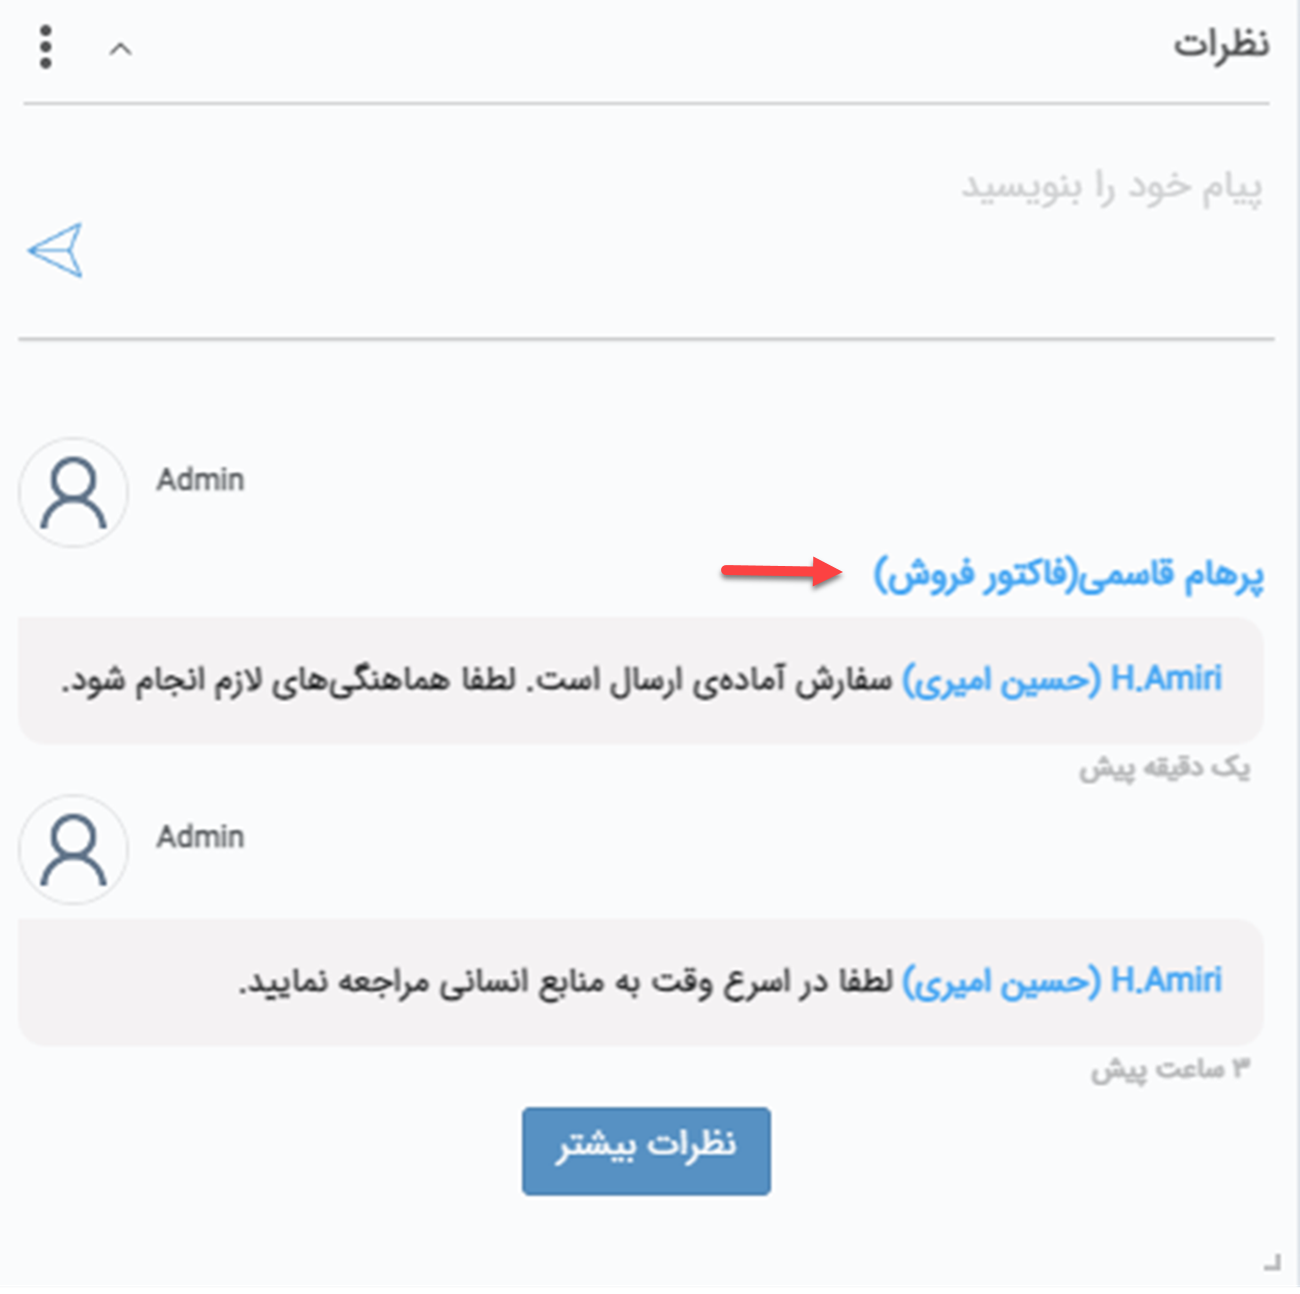 نظرات
پیام خود را بنویسید
Admin
پرهام قاسمی(فاکتور فروش)
H.Amiri (حسین امیری) سفارش آماده‌ی ارسال است. لطفا هماهنگی‌های لازم انجام شود.
یک دقیقه پیش
Admin
H.Amiri (حسین امیری) لطفا در اسرع وقت به منابع انسانی مراجعه نمایید.
۳ ساعت پیش
نظرات بیشتر